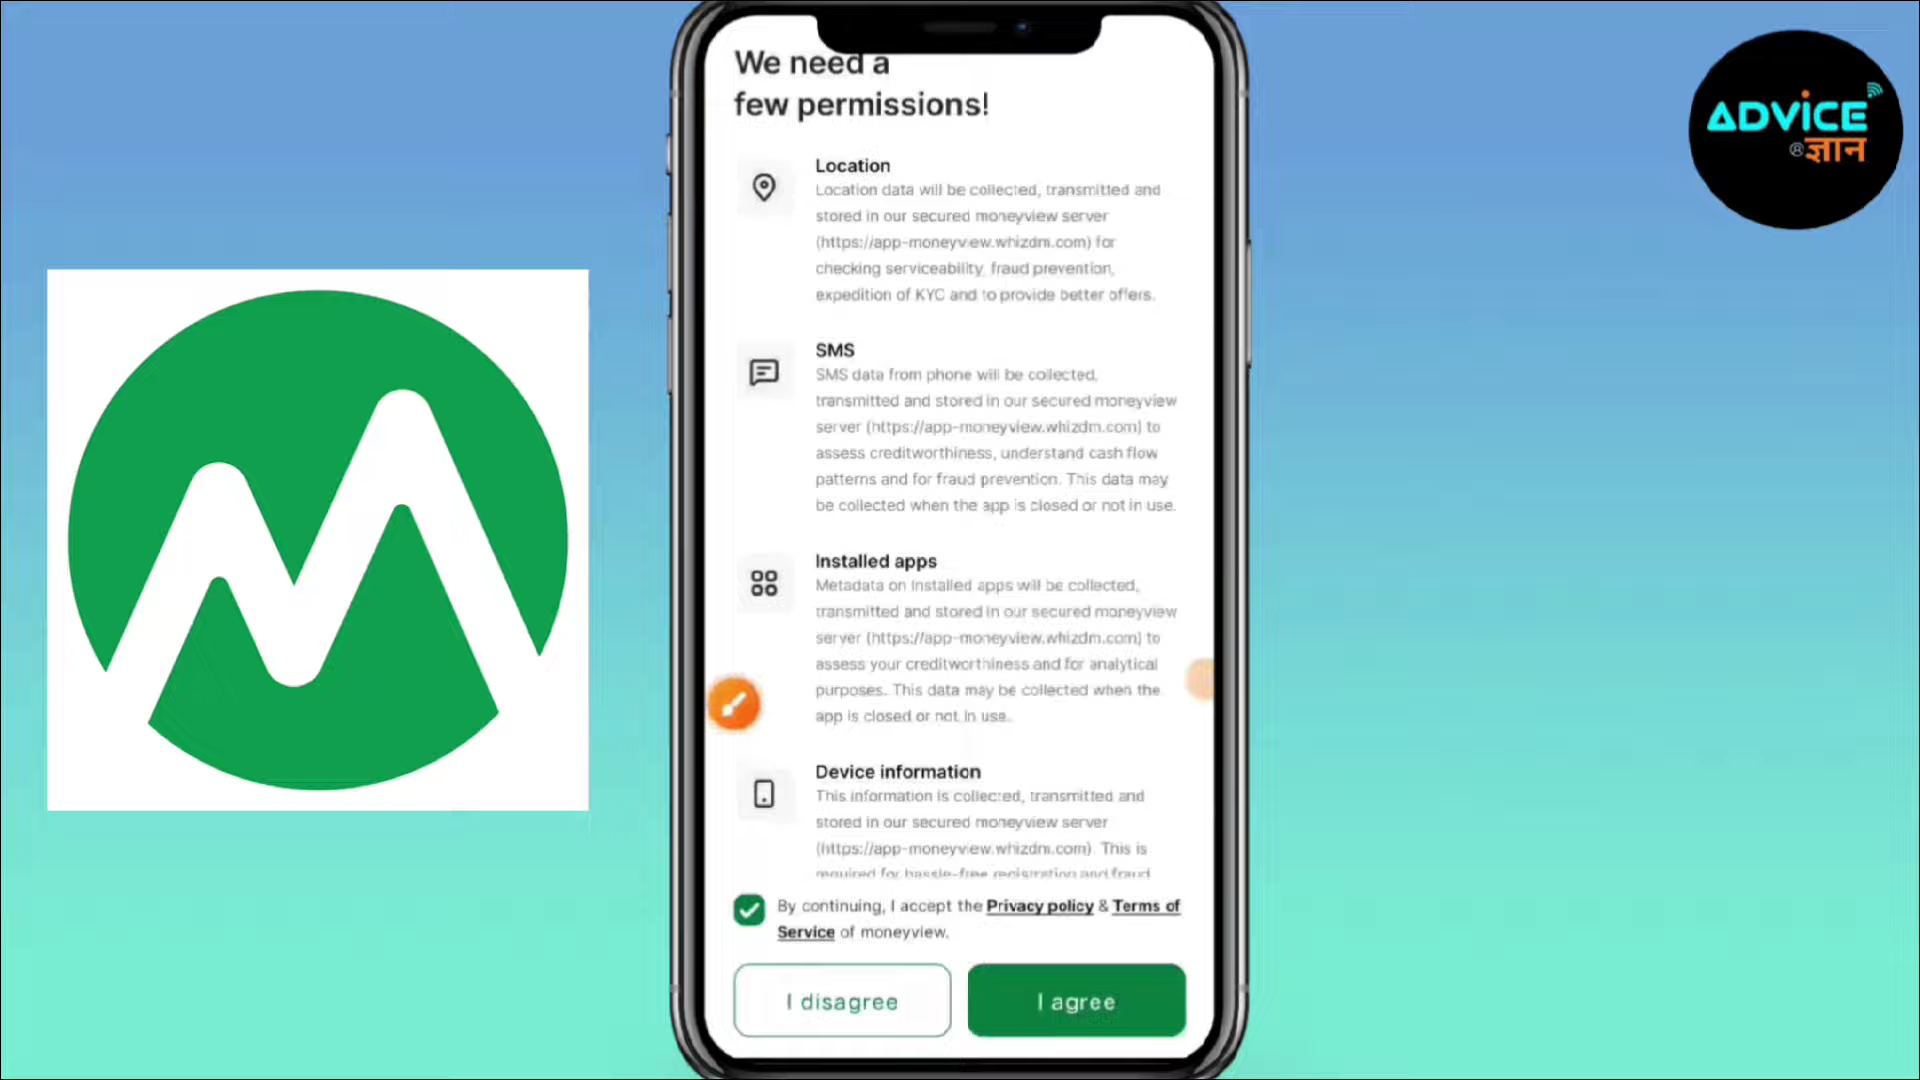 We need a
few permissions!
Location
Location data will be collected, transmitted and
stored in our secured moneyview server
(https://app-moneyview.whizdm.com) for
checking serviceability, fraud prevention,
expedition of KYC and to provide better offers.
SMS
SMS data from phone will be collected,
transmitted and stored in our secured moneyview
server (https://app-moneyview.whizdm.com) to
assess creditworthiness, understand cash flow
patterns and for fraud prevention. This data may
be collected when the app is closed or not in use.
Installed apps
Metadata on installed apps will be collected,
transmitted and stored in our secured moneyview
server (https://app-moneyview.whizdm.com) to
assess your creditworthiness and for analytical
purposes. This data may be collected when the
app is closed or not in use.
Device information
This information is collected, transmitted and
stored in our secured moneyview server
(https://app-moneyview.whizdm.com). This is
required for hassle-free registration and fraud
By continuing, I accept the Privacy policy & Terms of
Service of moneyview.
I disagree
I agree
ADVICE
ज्ञान